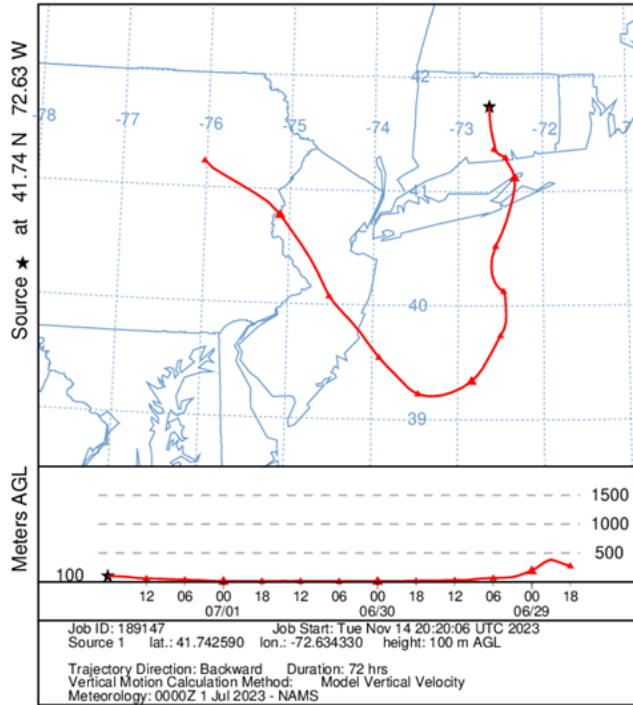 Source ★ at 41.74 N 72.63 W
42
-78
-77
-76
-75
-74
-73
-72
41
40
39
Meters AGL
1500
1000
500
100
12 06 00 18 12 06 00 18 12 06 00 18
07/01 06/30 06/29
Job ID: 189147 Job Start: Tue Nov 14 20:20:06 UTC 2023
Source 1 lat.: 41.742590 lon.: -72.634330 height: 100 m AGL
Trajectory Direction: Backward Duration: 72 hrs
Vertical Motion Calculation Method: Model Vertical Velocity
Meteorology: 0000Z 1 Jul 2023 - NAMS